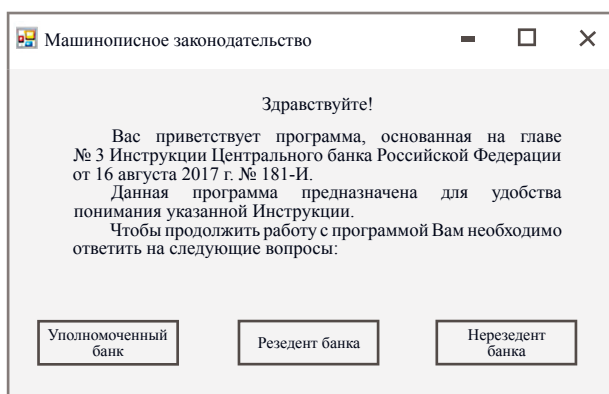 Машинописное законодательство
Здравствуйте!
Вас приветствует программа, основанная на главе
№ 3 Инструкции Центрального банка Российской Федерации
от 16 августа 2017 г. № 181-И.
Данная программа предназначена для удобства
понимания указанной Инструкции.
Чтобы продолжить работу с программой Вам необходимо
ответить на следующие вопросы:
Уполномоченный
банк
Резедент банка
Нерезедент
банка